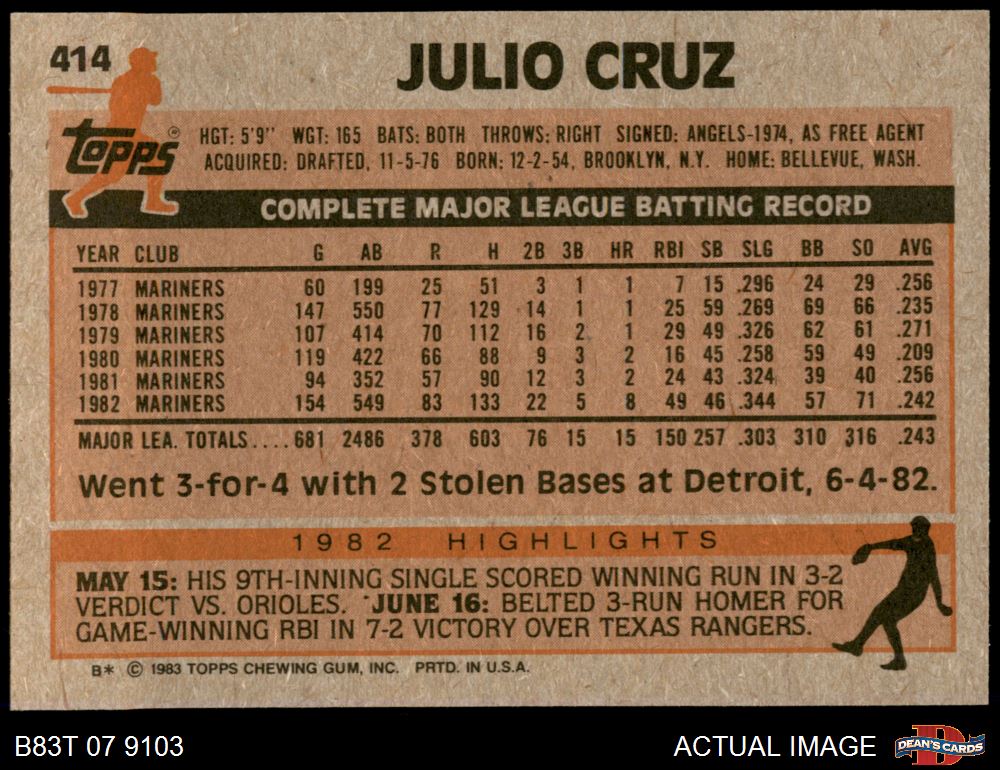 414
JULIO CRUZ
Topps®
HGT: 5'9" WGT: 165 BATS: BOTH THROWS: RIGHT SIGNED: ANGELS-1974, AS FREE AGENT
ACQUIRED: DRAFTED, 11-5-76 BORN: 12-2-54, BROOKLYN, N.Y. HOME: BELLEVUE, WASH.
COMPLETE MAJOR LEAGUE BATTING RECORD
YEAR CLUB G AB R H 2B 3B HR RBI SB SLG BB SO AVG
1977 MARINERS 60 199 25 51 3 1 1 7 15 .296 24 29 .256
1978 MARINERS 147 550 77 129 14 1 1 25 59 .269 69 66 .235
1979 MARINERS 107 414 70 112 16 2 1 29 49 .326 62 61 .271
1980 MARINERS 119 422 66 88 9 3 2 16 45 .258 59 49 .209
1981 MARINERS 94 352 57 90 12 3 2 24 43 .324 39 40 .256
1982 MARINERS 154 549 83 133 22 5 8 49 46 .344 57 71 .242
MAJOR LEA. TOTALS....681 2486 378 603 76 15 15 150 257 .303 310 316 .243
Went 3-for-4 with 2 Stolen Bases at Detroit, 6-4-82.
1982 HIGHLIGHTS
MAY 15: HIS 9TH-INNING SINGLE SCORED WINNING RUN IN 3-2
VERDICT VS. ORIOLES. JUNE 16: BELTED 3-RUN HOMER FOR
GAME-WINNING RBI IN 7-2 VICTORY OVER TEXAS RANGERS.
B* © 1983 TOPPS CHEWING GUM, INC. PRTD. IN U.S.A.
B83T 07 9103
ACTUAL IMAGE
DEAN'S CARDS